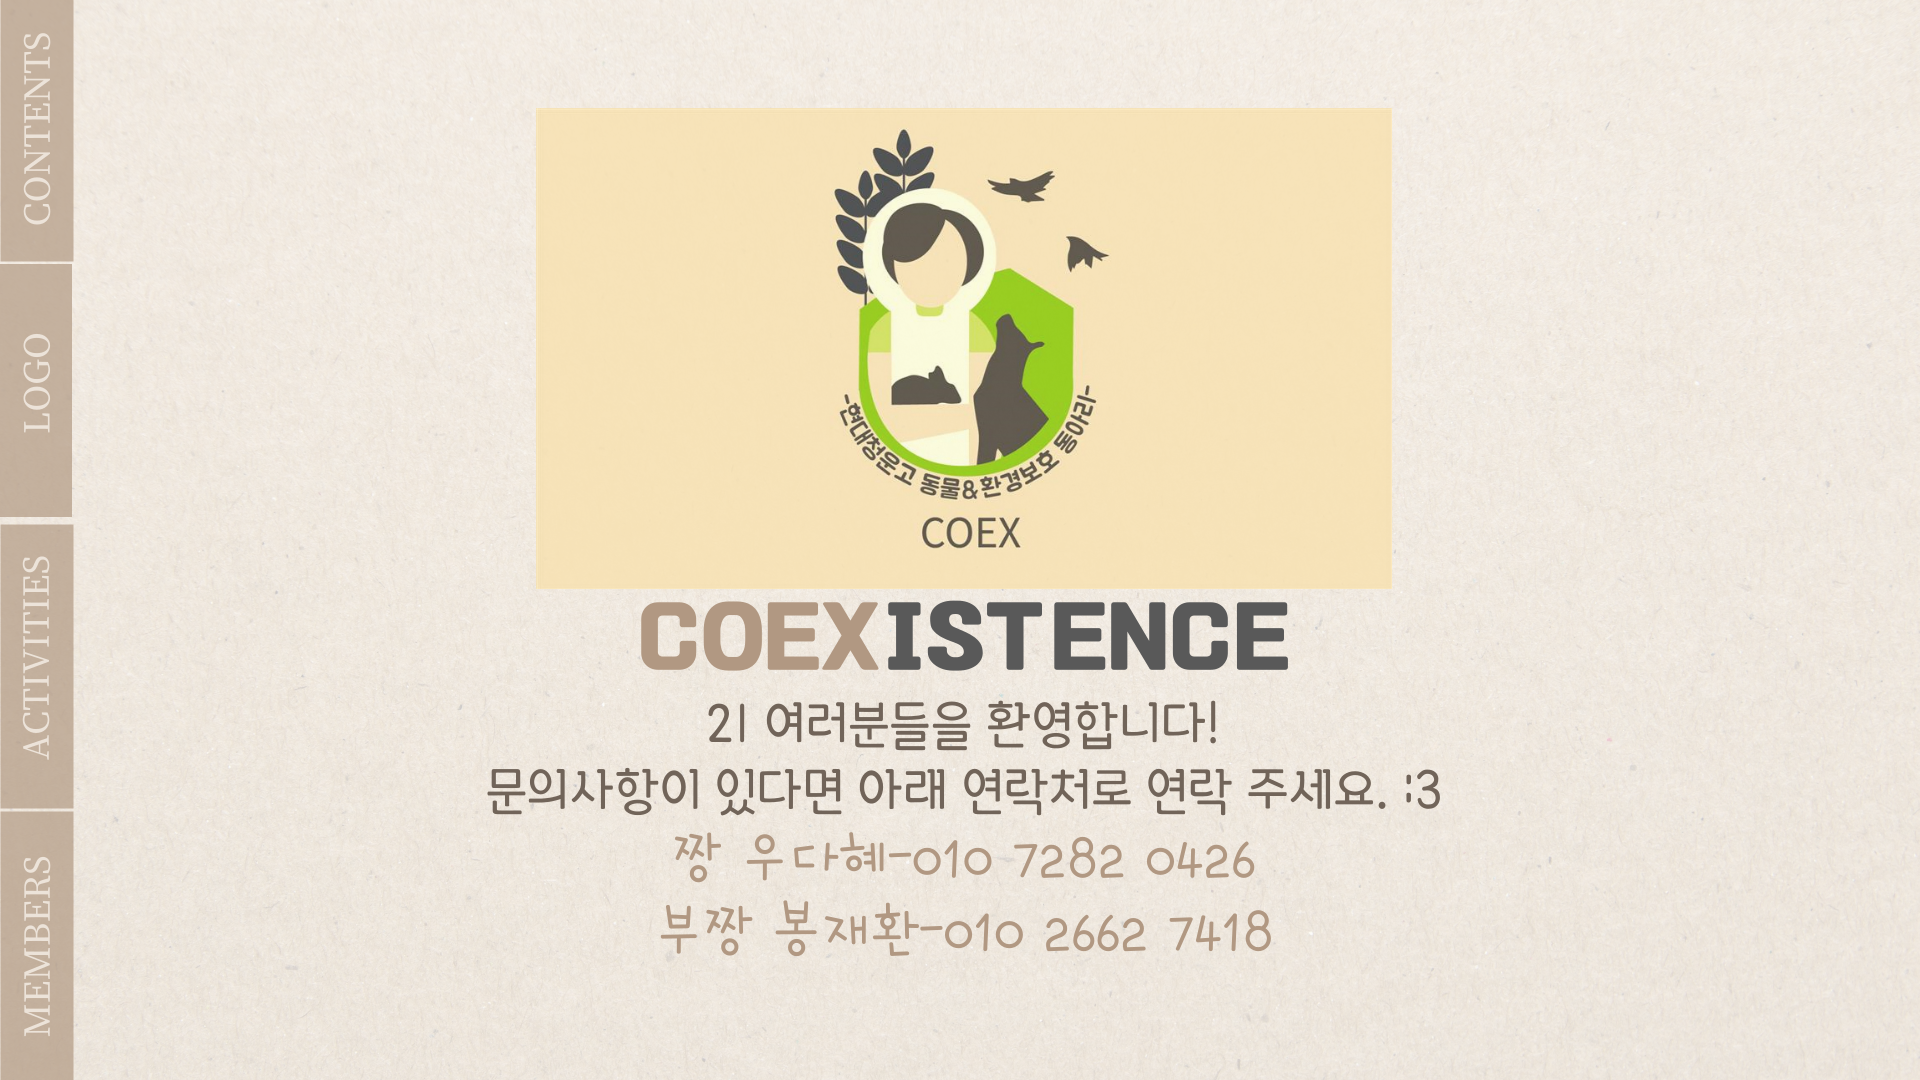 CONTENTS
LOGO
ACTIVITIES
MEMBERS
-현대청운고 동물&환경보호 동아리-
COEX
COEXISTENCE
21 여러분들을 환영합니다!
문의사항이 있다면 아래 연락처로 연락 주세요. :3
짱 우다혜-010 7282 0426
부짱 봉재환-010 2662 7418